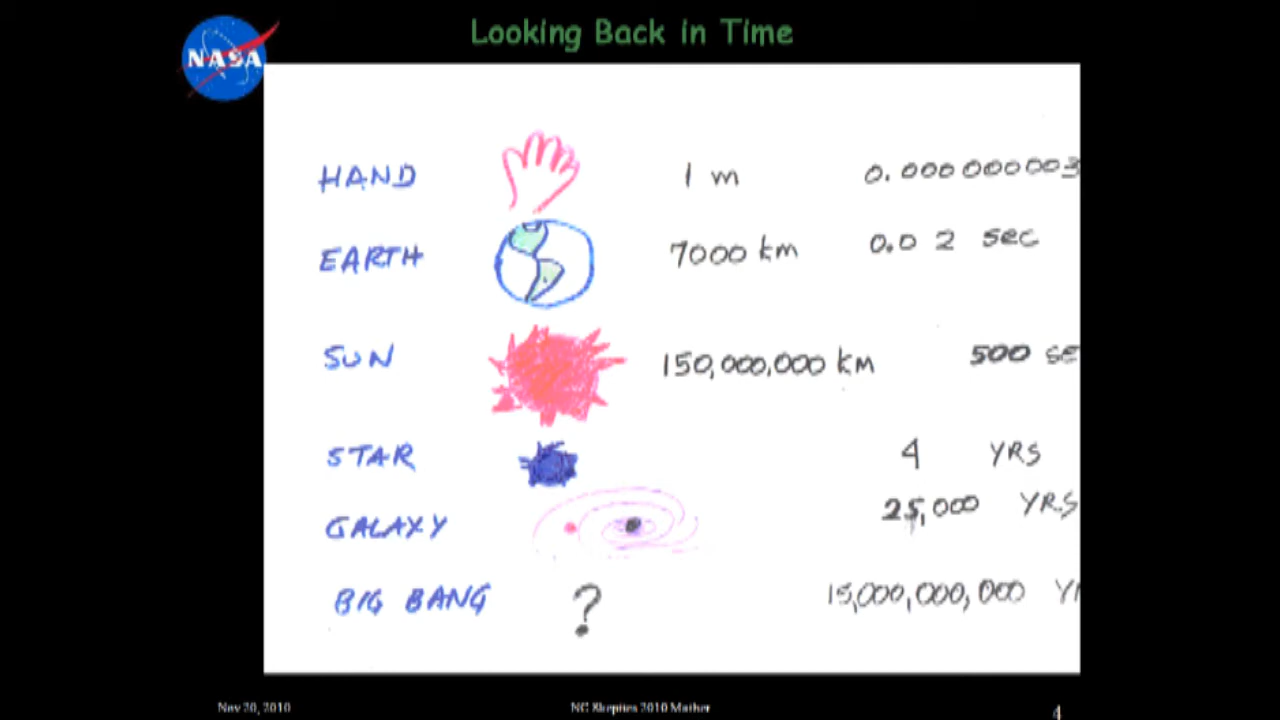 Looking Back in Time
NASA
HAND 1 m 0.000000003
EARTH 7000 km 0.02 sec
SUN 150,000,000 km 500 se
STAR 4 YRS
GALAXY 25,000 YRS
BIG BANG ? 15,000,000,000 Y
Nov 20, 2010 NC Skeptics 2010 Mather 4